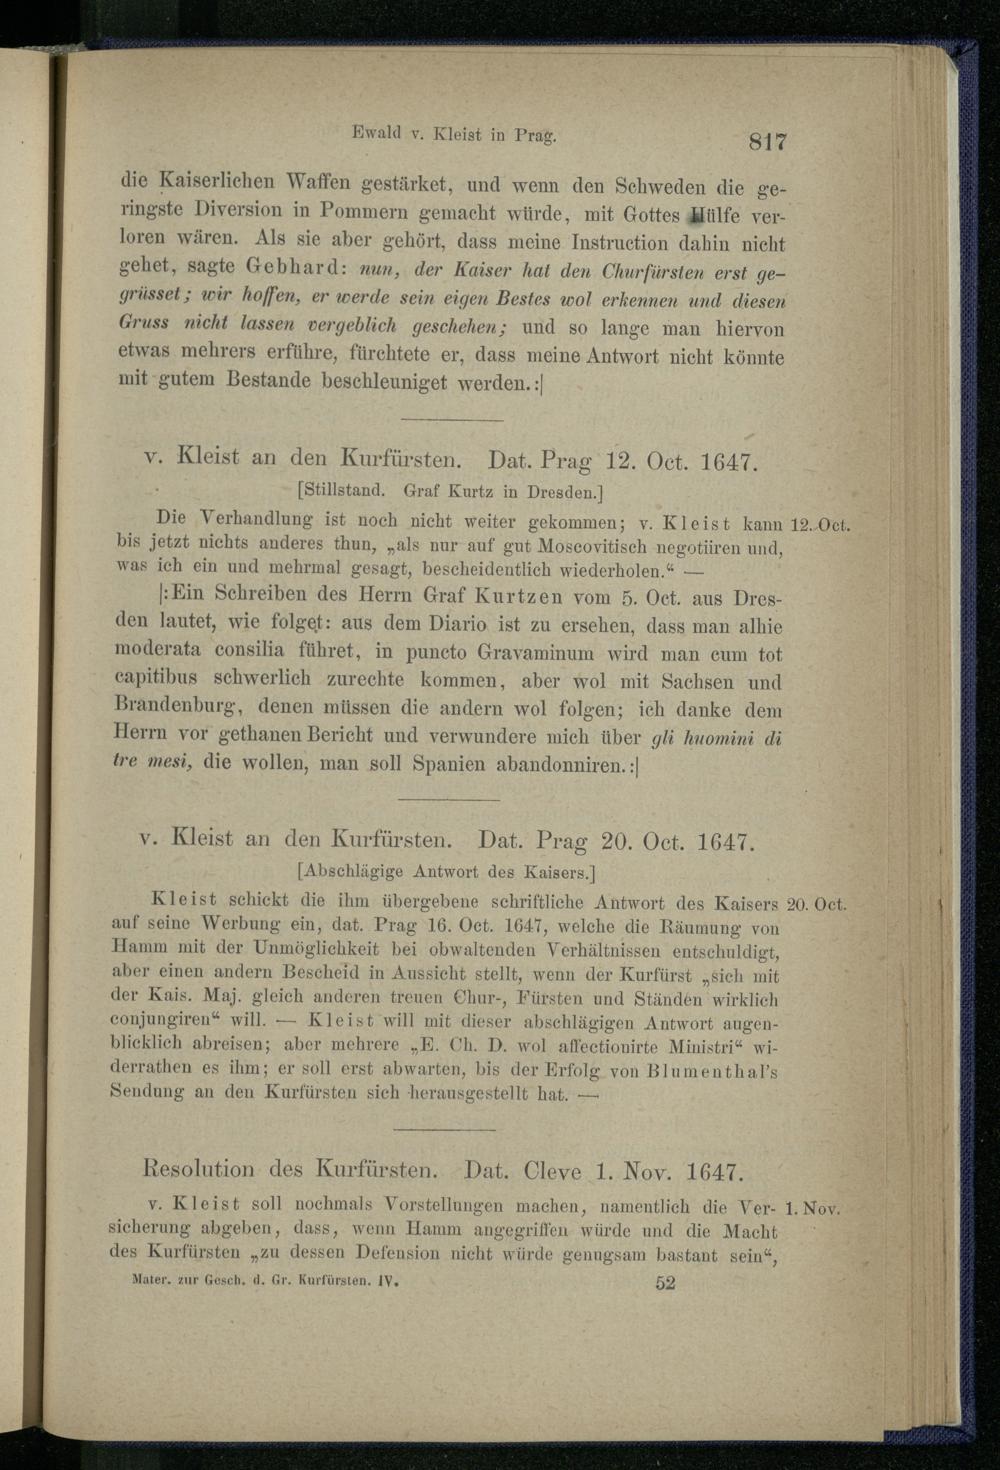 Ewald v. Kleist in Prag. 817
die Kaiserlichen Waffen gestärket, und wenn den Schweden die ge-
ringste Diversion in Pommern gemacht würde, mit Gottes Hülfe ver-
loren wären. Als sie aber gehört, dass meine Instruction dahin nicht
gehet, sagte Gebhard: nun, der Kaiser hat den Churfürsten erst ge-
grüsset; wir hoffen, er werde sein eigen Bestes wol erkennen und diesen
Gruss nicht lassen vergeblich geschehen; und so lange man hiervon
etwas mehrers erführe, fürchtete er, dass meine Antwort nicht könnte
mit gutem Bestande beschleuniget werden.:|
v. Kleist an den Kurfürsten. Dat. Prag 12. Oct. 1647.
[Stillstand. Graf Kurtz in Dresden.]
Die Verhandlung ist noch nicht weiter gekommen; v. Kleist kann 12. Oct.
bis jetzt nichts anderes thun, „als nur auf gut Moscovitisch negotiiren und,
was ich ein und mehrmal gesagt, bescheidentlich wiederholen.“ —
|:Ein Schreiben des Herrn Graf Kurtzen vom 5. Oct. aus Dres-
den lautet, wie folget: aus dem Diario ist zu ersehen, dass man alhie
moderata consilia führet, in puncto Gravaminum wird man cum tot
capitibus schwerlich zurechte kommen, aber wol mit Sachsen und
Brandenburg, denen müssen die andern wol folgen; ich danke dem
Herrn vor gethanen Bericht und verwundere mich über gli huomini di
tre mesi, die wollen, man soll Spanien abandonniren.:|
v. Kleist an den Kurfürsten. Dat. Prag 20. Oct. 1647.
[Abschlägige Antwort des Kaisers.]
Kleist schickt die ihm übergebene schriftliche Antwort des Kaisers 20. Oct.
auf seine Werbung ein, dat. Prag 16. Oct. 1647, welche die Räumung von
Hamm mit der Unmöglichkeit bei obwaltenden Verhältnissen entschuldigt,
aber einen andern Bescheid in Aussicht stellt, wenn der Kurfürst „sich mit
der Kais. Maj. gleich anderen treuen Chur-, Fürsten und Ständen wirklich
conjungiren“ will. — Kleist will mit dieser abschlägigen Antwort augen-
blicklich abreisen; aber mehrere „E. Ch. D. wol affectionirte Ministri“ wi-
derrathen es ihm; er soll erst abwarten, bis der Erfolg von Blumenthal's
Sendung an den Kurfürsten sich herausgestellt hat. —
Resolution des Kurfürsten. Dat. Cleve 1. Nov. 1647.
v. Kleist soll nochmals Vorstellungen machen, namentlich die Ver- 1. Nov.
sicherung abgeben, dass, wenn Hamm angegriffen würde und die Macht
des Kurfürsten „zu dessen Defension nicht würde genugsam bastant sein“,
Mater. zur Gesch. d. Gr. Kurfürsten. IV. 52